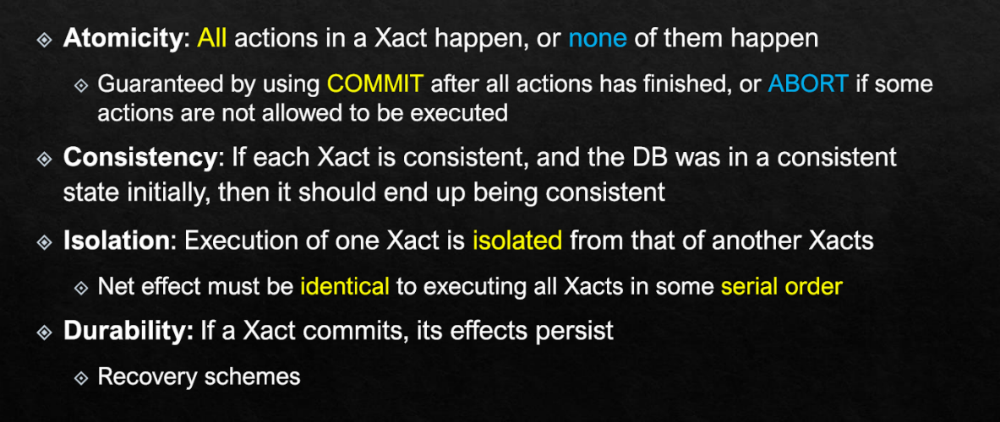 Atomicity: All actions in a Xact happen, or none of them happen
Guaranteed by using COMMIT after all actions has finished, or ABORT if some
actions are not allowed to be executed
Consistency: If each Xact is consistent, and the DB was in a consistent
state initially, then it should end up being consistent
Isolation: Execution of one Xact is isolated from that of another Xacts
Net effect must be identical to executing all Xacts in some serial order
Durability: If a Xact commits, its effects persist
Recovery schemes